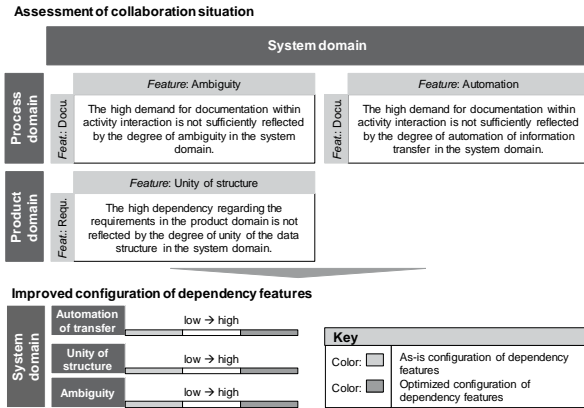 Assessment of collaboration situation
System domain
Process domain
Feat.: Docu.
Feature: Ambiguity
The high demand for documentation within
activity interaction is not sufficiently reflected
by the degree of ambiguity in the system
domain.
Feat.: Docu.
Feature: Automation
The high demand for documentation within
activity interaction is not sufficiently reflected
by the degree of automation of information
transfer in the system domain.
Product domain
Feat.: Requ.
Feature: Unity of structure
The high dependency regarding the
requirements in the product domain is not
reflected by the degree of unity of the data
structure in the system domain.
Improved configuration of dependency features
System domain
Automation
of transfer
low → high
Unity of
structure
low → high
Ambiguity
low → high
Key
Color:
As-is configuration of dependency
features
Color:
Optimized configuration of
dependency features